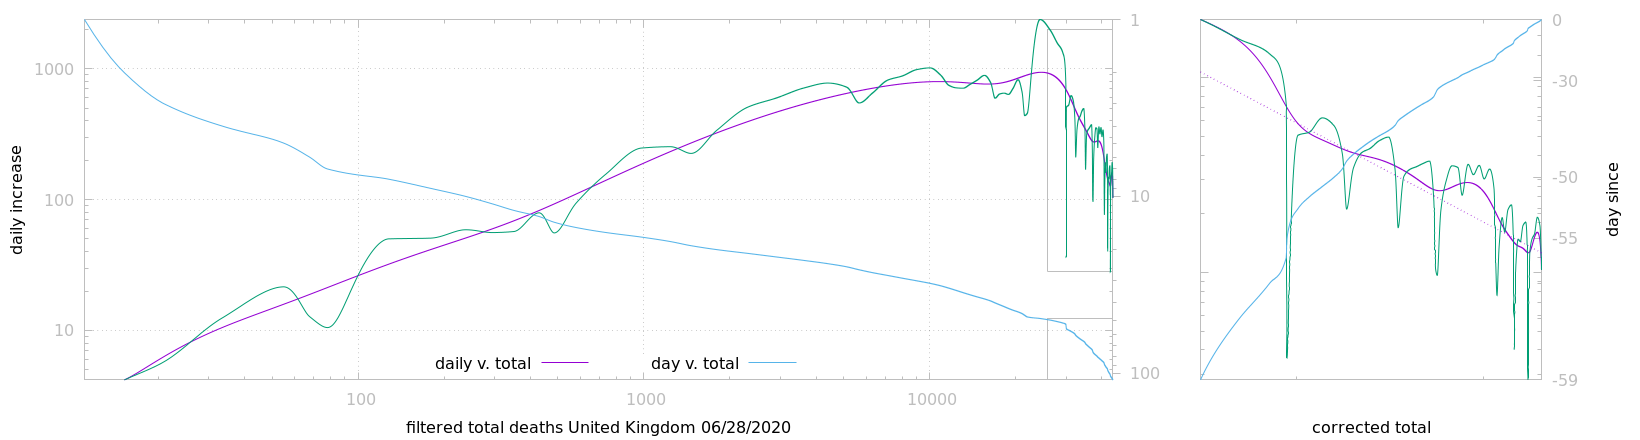 1000
100
10
daily increase
daily v. total
day v. total
100
1000
10000
filtered total deaths United Kingdom 06/28/2020
1
10
100
0
-30
-50
-55
-59
day since
corrected total